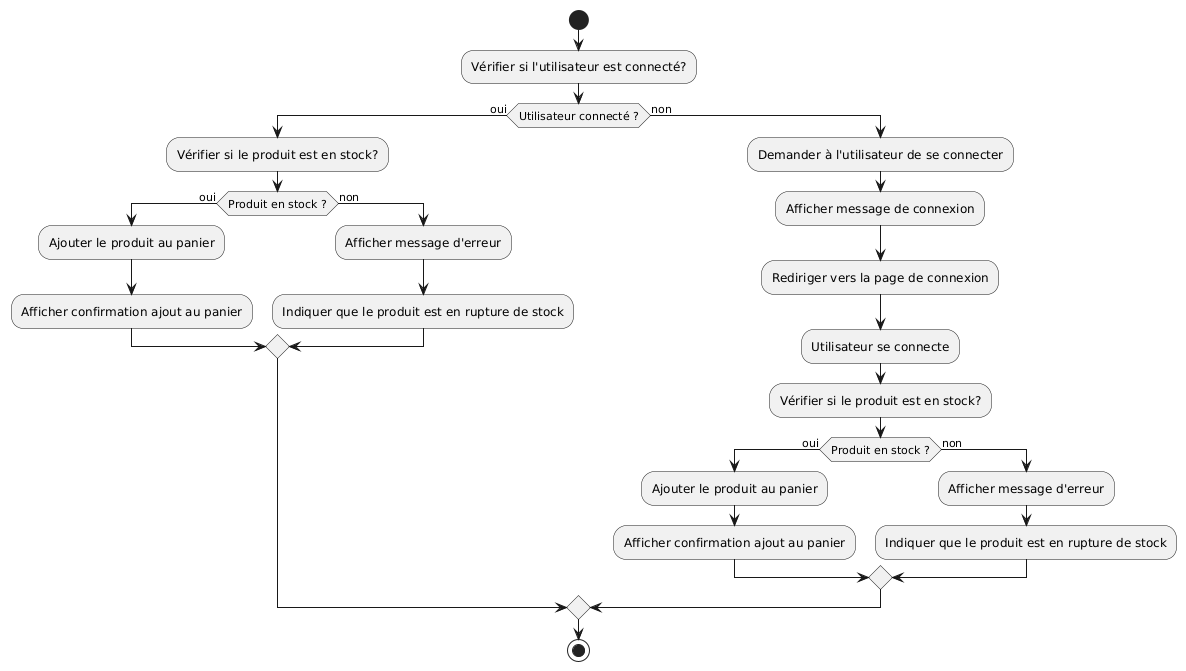 Vérifier si l'utilisateur est connecté?
oui
Utilisateur connecté ?
non
Vérifier si le produit est en stock?
oui
Produit en stock ?
non
Ajouter le produit au panier
Afficher message d'erreur
Afficher confirmation ajout au panier
Indiquer que le produit est en rupture de stock
Demander à l'utilisateur de se connecter
Afficher message de connexion
Rediriger vers la page de connexion
Utilisateur se connecte
Vérifier si le produit est en stock?
oui
Produit en stock ?
non
Ajouter le produit au panier
Afficher message d'erreur
Afficher confirmation ajout au panier
Indiquer que le produit est en rupture de stock